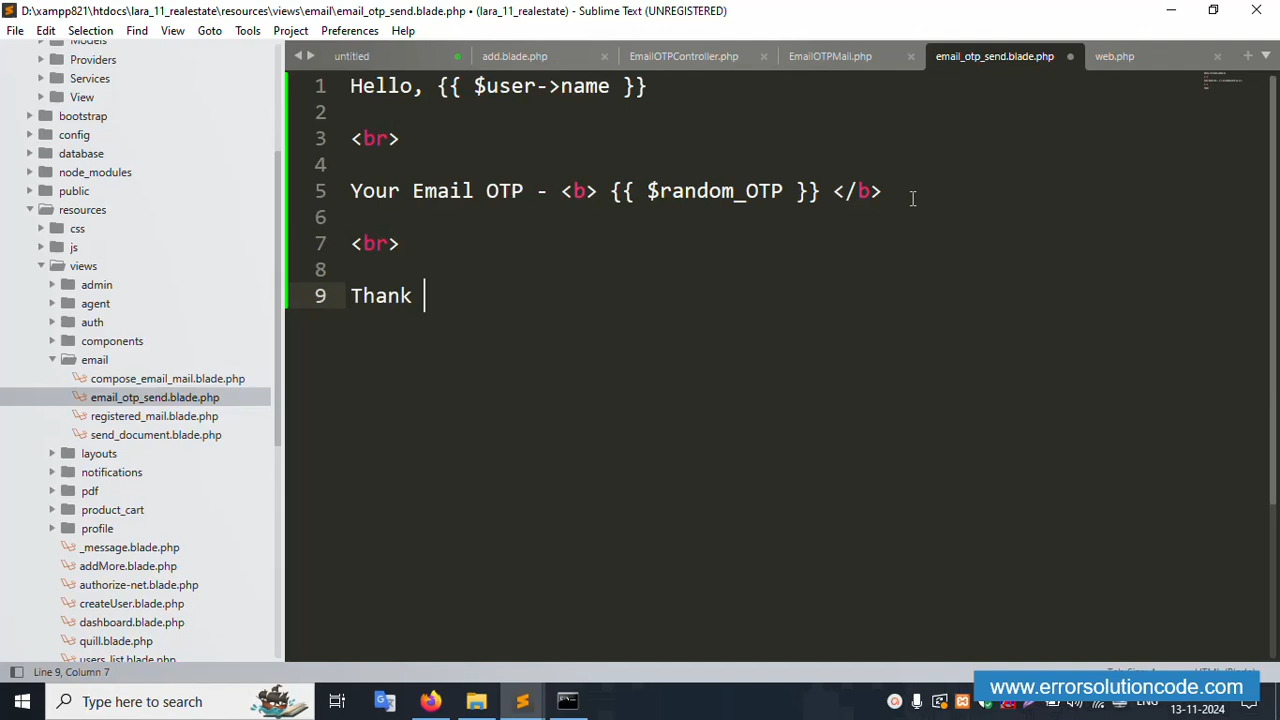 D:\xampp821\htdocs\lara_11_realestate\resources\views\email\email_otp_send.blade.php • (lara_11_realestate) - Sublime Text (UNREGISTERED)
File Edit Selection Find View Goto Tools Project Preferences Help
untitled add.blade.php EmailOTPController.php EmailOTPMail.php email_otp_send.blade.php web.php
Models
Providers
Services
View
bootstrap
config
database
node_modules
public
resources
css
js
views
admin
agent
auth
components
email
compose_email_mail.blade.php
email_otp_send.blade.php
registered_mail.blade.php
send_document.blade.php
layouts
notifications
pdf
product_cart
profile
_message.blade.php
addMore.blade.php
authorize-net.blade.php
createUser.blade.php
dashboard.blade.php
quill.blade.php
users_list.blade.php
1 Hello, {{ $user->name }}
2
3 <br>
4
5 Your Email OTP - <b> {{ $random_OTP }} </b>
6
7 <br>
8
9 Thank
Line 9, Column 7
www.errorsolutioncode.com
Type here to search
ENG
13-11-2024